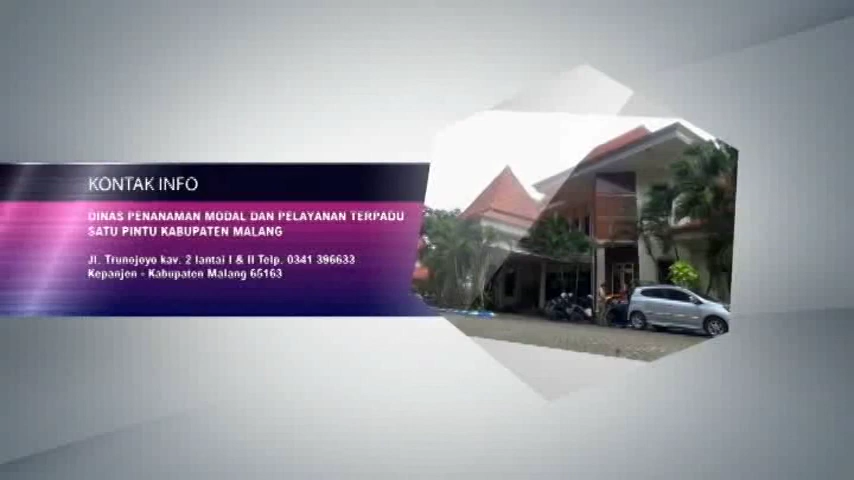 KONTAK INFO
DINAS PENANAMAN MODAL DAN PELAYANAN TERPADU
SATU PINTU KABUPATEN MALANG
Jl. Trunojoyo kav. 2 lantai I & II Telp. 0341 396633
Kepanjen - Kabupaten Malang 65163